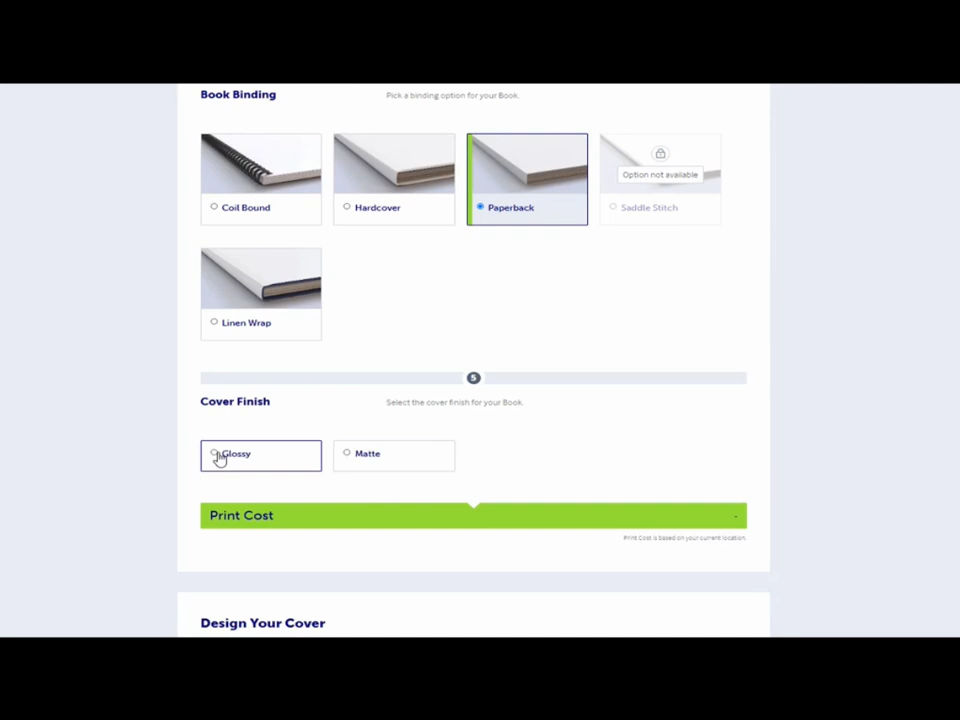 Book Binding
Pick a binding option for your Book.
Coil Bound
Hardcover
Paperback
Option not available
Saddle Stitch
Linen Wrap
5
Cover Finish
Select the cover finish for your Book.
Glossy
Matte
Print Cost
-
Print Cost is based on your current location.
Design Your Cover